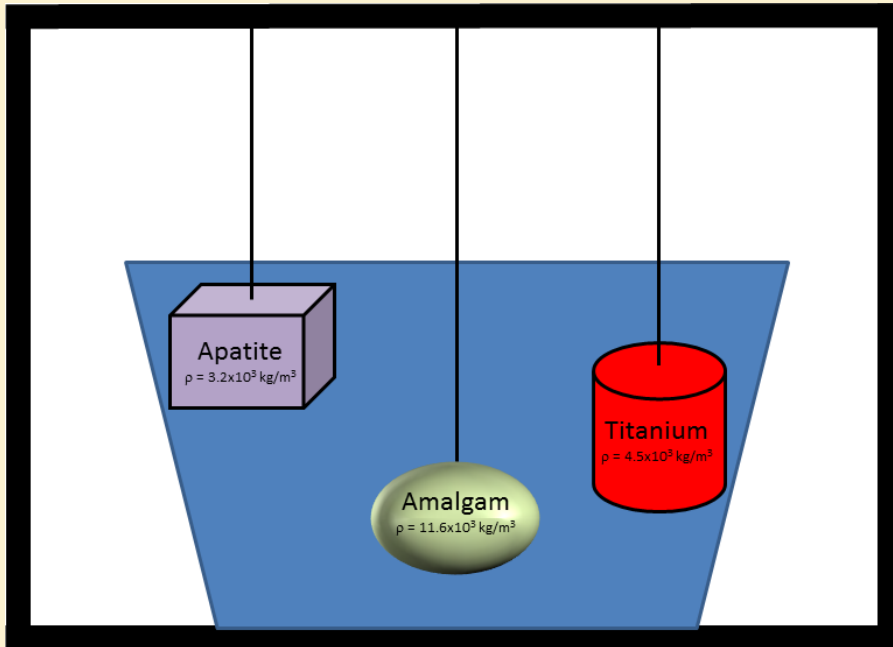 Apatite
ρ = 3.2x10³ kg/m³
Titanium
ρ = 4.5x10³ kg/m³
Amalgam
ρ = 11.6x10³ kg/m³